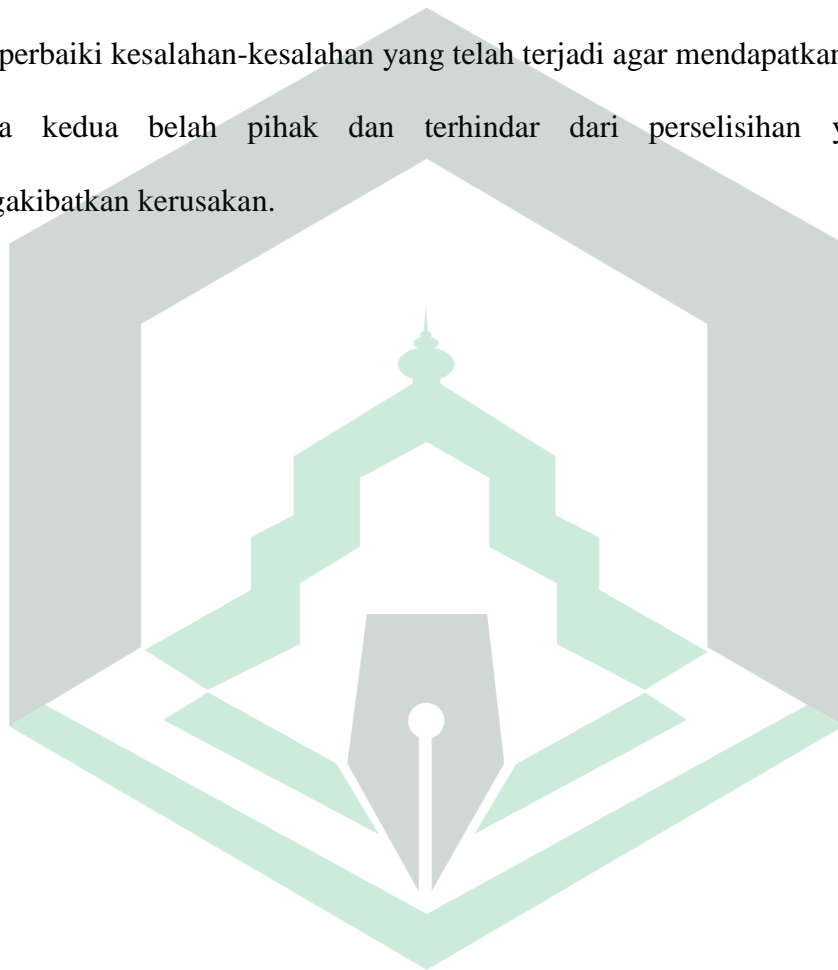 perbaiki kesalahan-kesalahan yang telah terjadi agar mendapatkan
a kedua belah pihak dan terhindar dari perselisihan y
gakibatkan kerusakan.